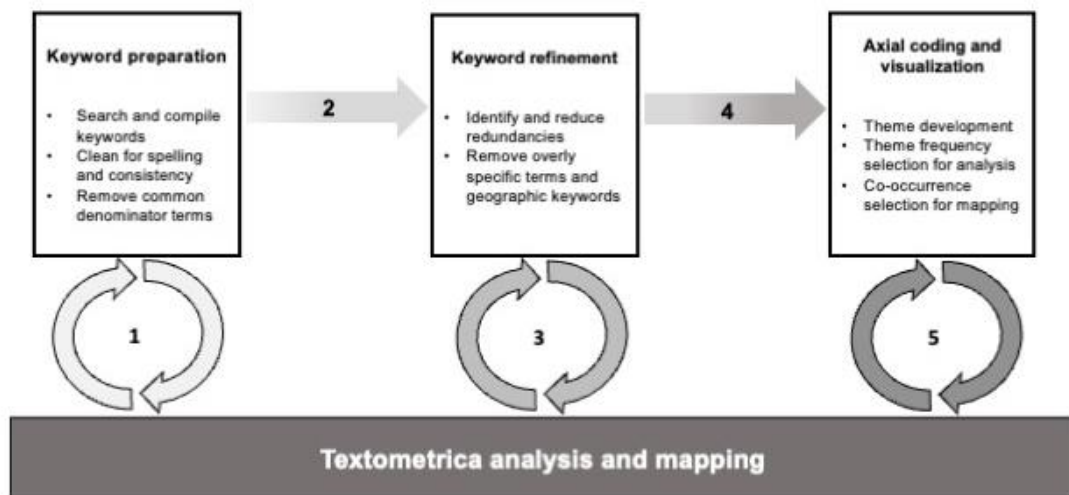 Keyword preparation
• Search and compile
keywords
• Clean for spelling
and consistency
• Remove common
denominator terms
2
Keyword refinement
• Identify and reduce
redundancies
• Remove overly
specific terms and
geographic keywords
4
Axial coding and
visualization
• Theme development
• Theme frequency
selection for analysis
• Co-occurrence
selection for mapping
1
3
5
Textometrica analysis and mapping